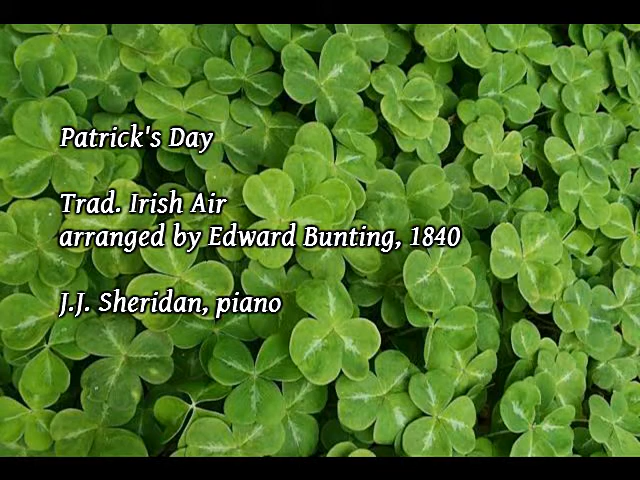 Patrick's Day
Trad. Irish Air
arranged by Edward Bunting, 1840
J.J. Sheridan, piano